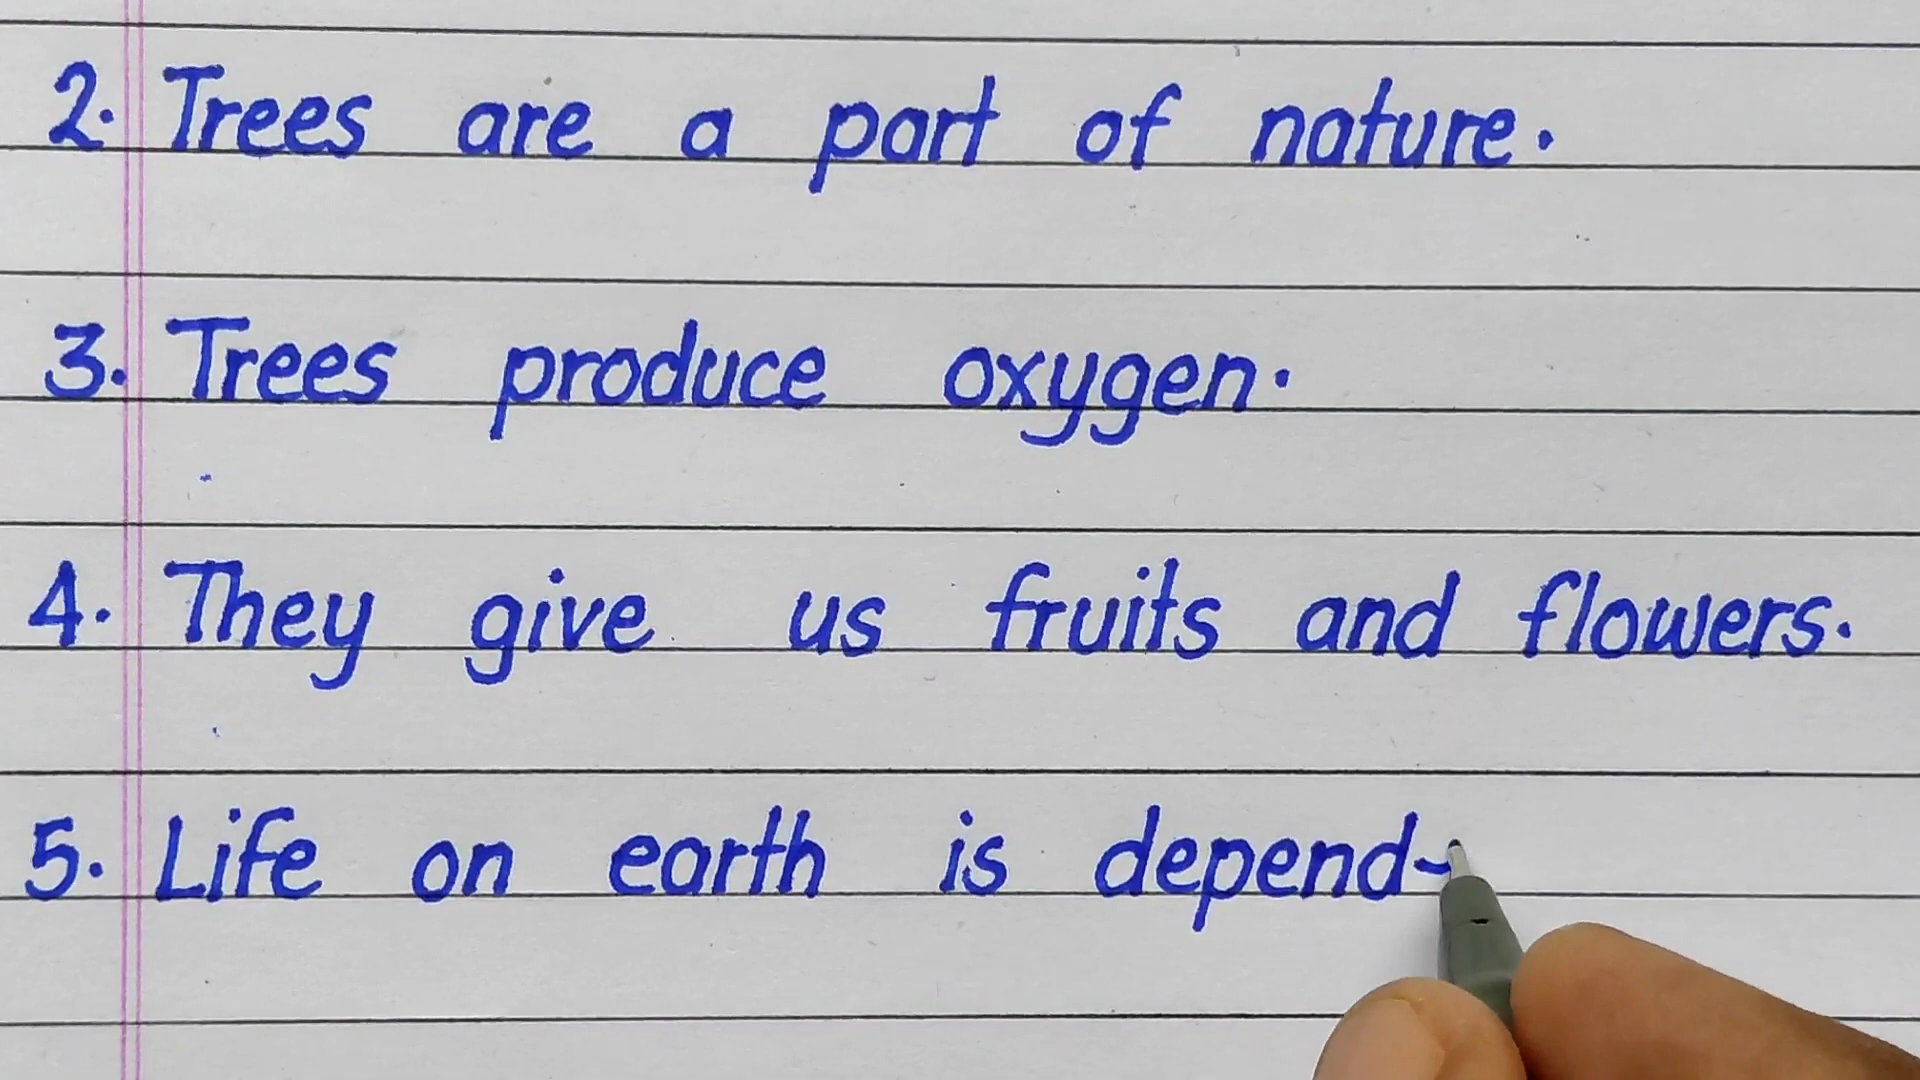 2. Trees are a part of nature.
3. Trees produce oxygen.
4. They give us fruits and flowers.
5. Life on earth is depend